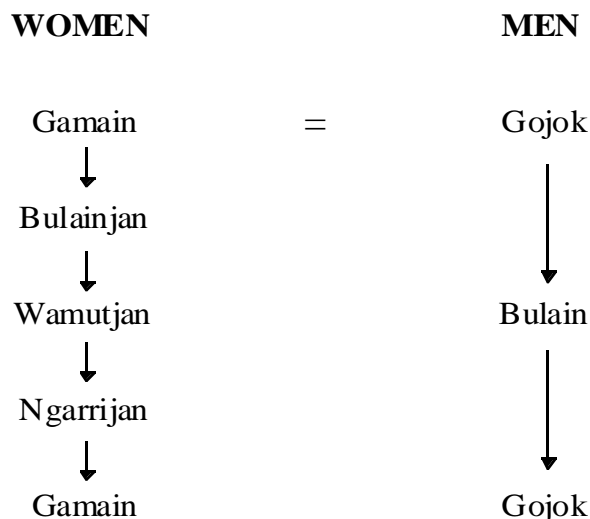 WOMEN MEN
Gamain = Gojok
Bulainjan
Wamutjan Bulain
Ngarrijan
Gamain Gojok